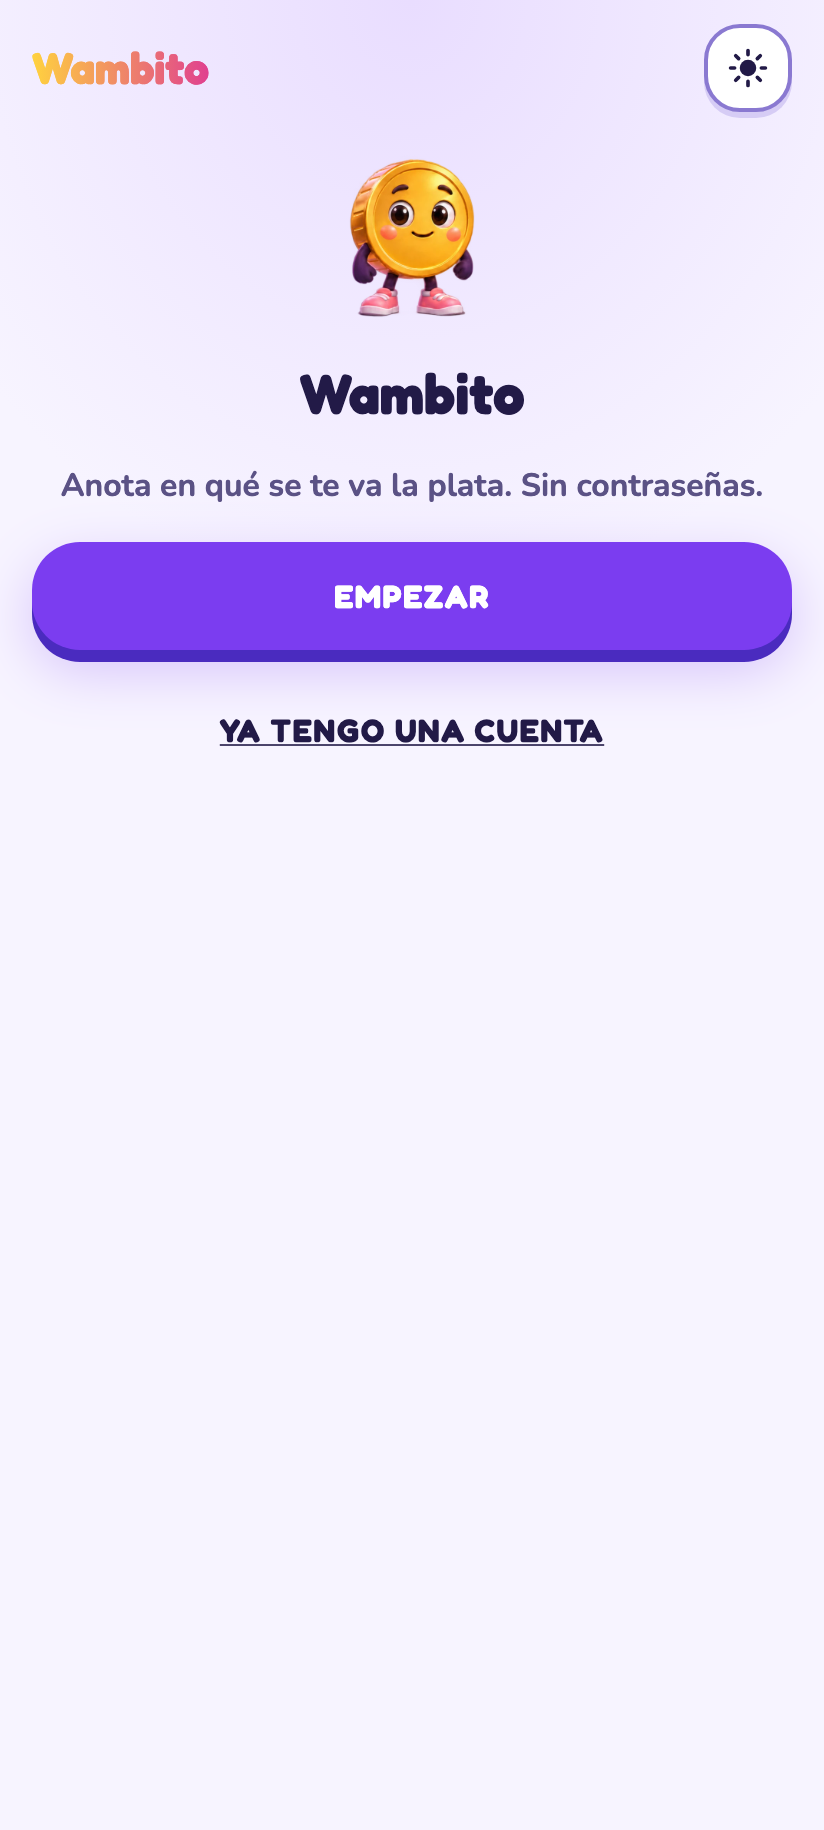 Wambito
Wambito
Anota en qué se te va la plata. Sin contraseñas.
EMPEZAR
YA TENGO UNA CUENTA